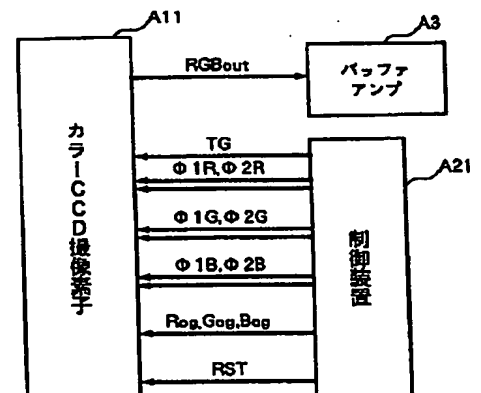 A11
A3
RGBout
バッファ
アンプ
カラーCCD撮像素子
TG
A21
Φ1R,Φ2R
Φ1G,Φ2G
制御装置
Φ1B,Φ2B
Rog,Gog,Bog
RST